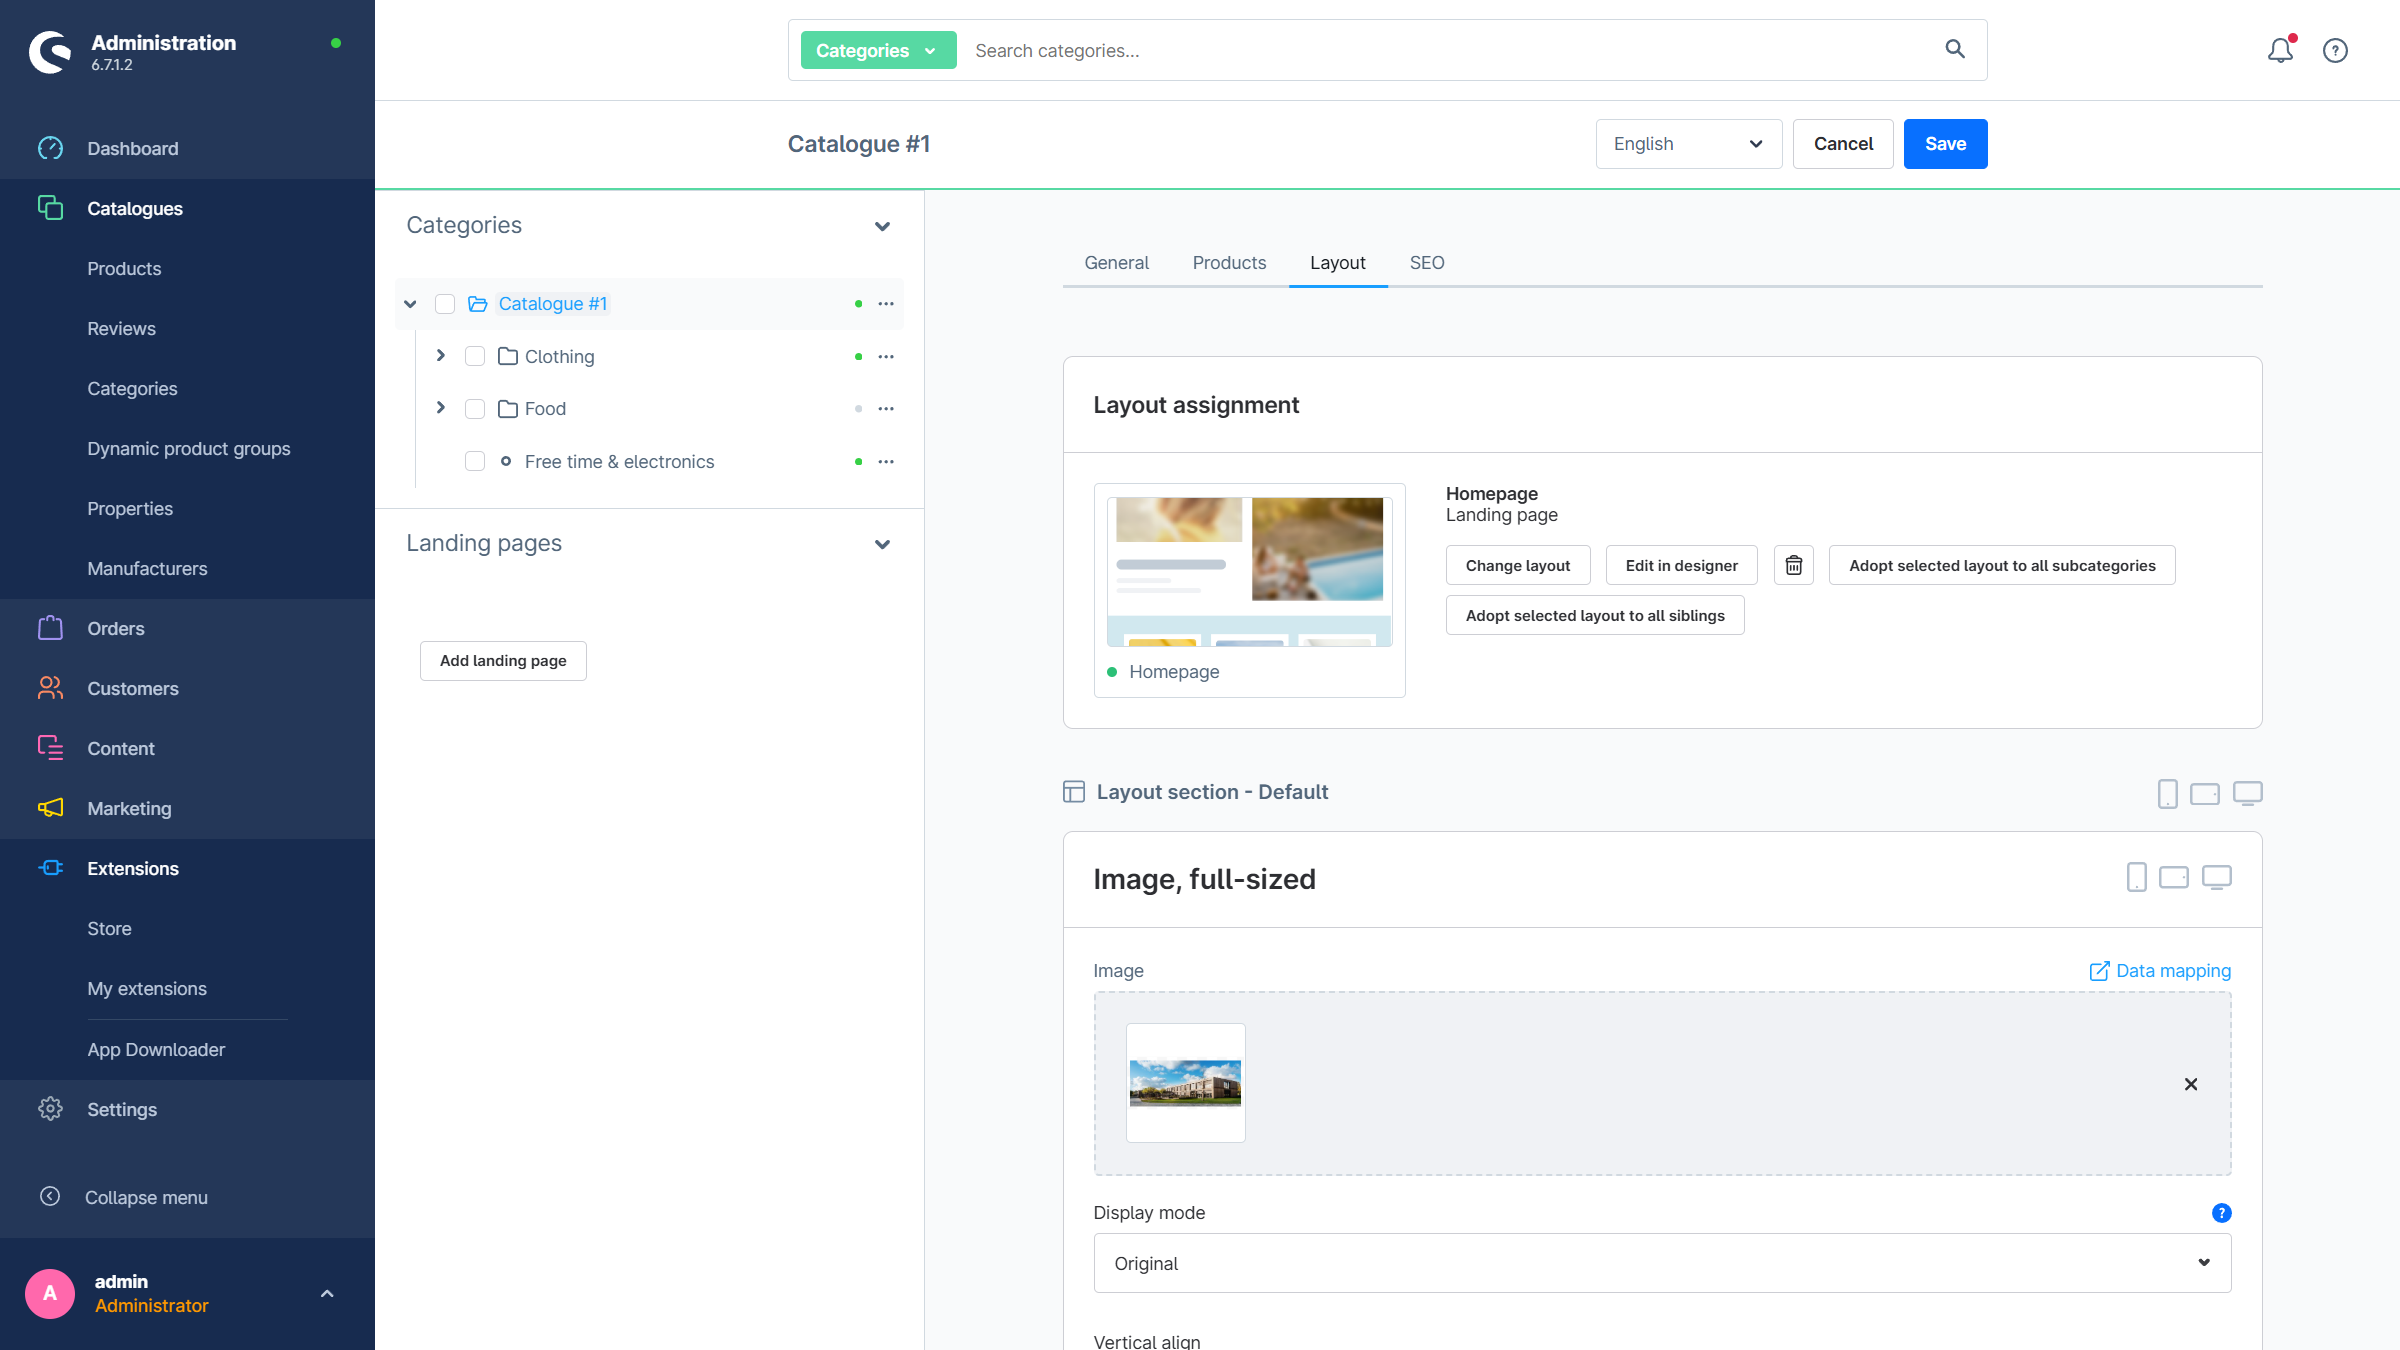 Administration
6.7.1.2
Categories
Search categories...
?
Catalogue #1
English
Cancel
Save
Dashboard
Catalogues
Products
Reviews
Categories
Dynamic product groups
Properties
Manufacturers
Orders
Customers
Content
Marketing
Extensions
Store
My extensions
App Downloader
Settings
Collapse menu
A
admin
Administrator
Categories
Catalogue #1
Clothing
Food
Free time & electronics
Landing pages
Add landing page
General
Products
Layout
SEO
Layout assignment
Homepage
Homepage
Landing page
Change layout
Edit in designer
Adopt selected layout to all subcategories
Adopt selected layout to all siblings
Layout section - Default
Image, full-sized
Image
Data mapping
Display mode
?
Original
Vertical align